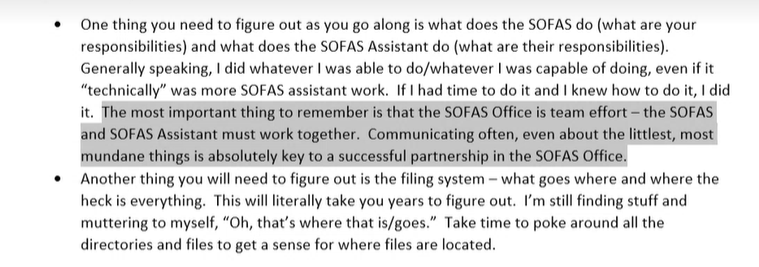 • One thing you need to figure out as you go along is what does the SOFAS do (what are your
responsibilities) and what does the SOFAS Assistant do (what are their responsibilities).
Generally speaking, I did whatever I was able to do/whatever I was capable of doing, even if it
“technically” was more SOFAS assistant work.  If I had time to do it and I knew how to do it, I did
it.  The most important thing to remember is that the SOFAS Office is team effort – the SOFAS
and SOFAS Assistant must work together.  Communicating often, even about the littlest, most
mundane things is absolutely key to a successful partnership in the SOFAS Office.
• Another thing you will need to figure out is the filing system – what goes where and where the
heck is everything.  This will literally take you years to figure out.  I’m still finding stuff and
muttering to myself, “Oh, that’s where that is/goes.”  Take time to poke around all the
directories and files to get a sense for where files are located.